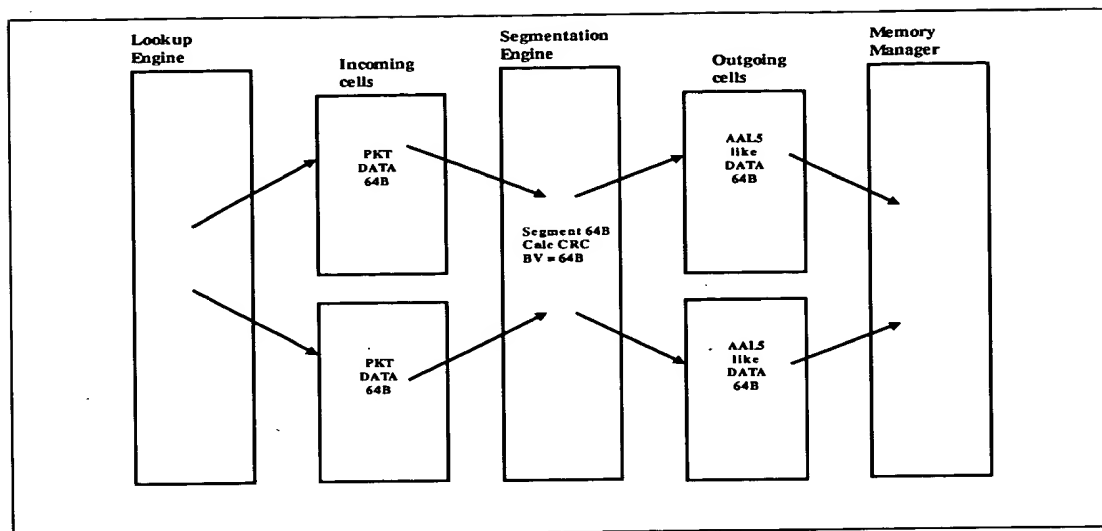 Lookup
Engine
Incoming
cells
Segmentation
Engine
Outgoing
cells
Memory
Manager
PKT
DATA
64B
PKT
DATA
64B
Segment 64B
Calc CRC
BV = 64B
AAL5
like
DATA
64B
AAL5
like
DATA
64B